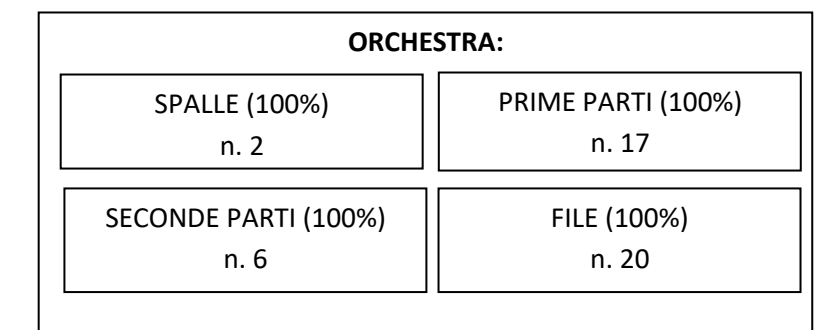 ORCHESTRA:
SPALLE (100%)
n. 2
PRIME PARTI (100%)
n. 17
SECONDE PARTI (100%)
n. 6
FILE (100%)
n. 20